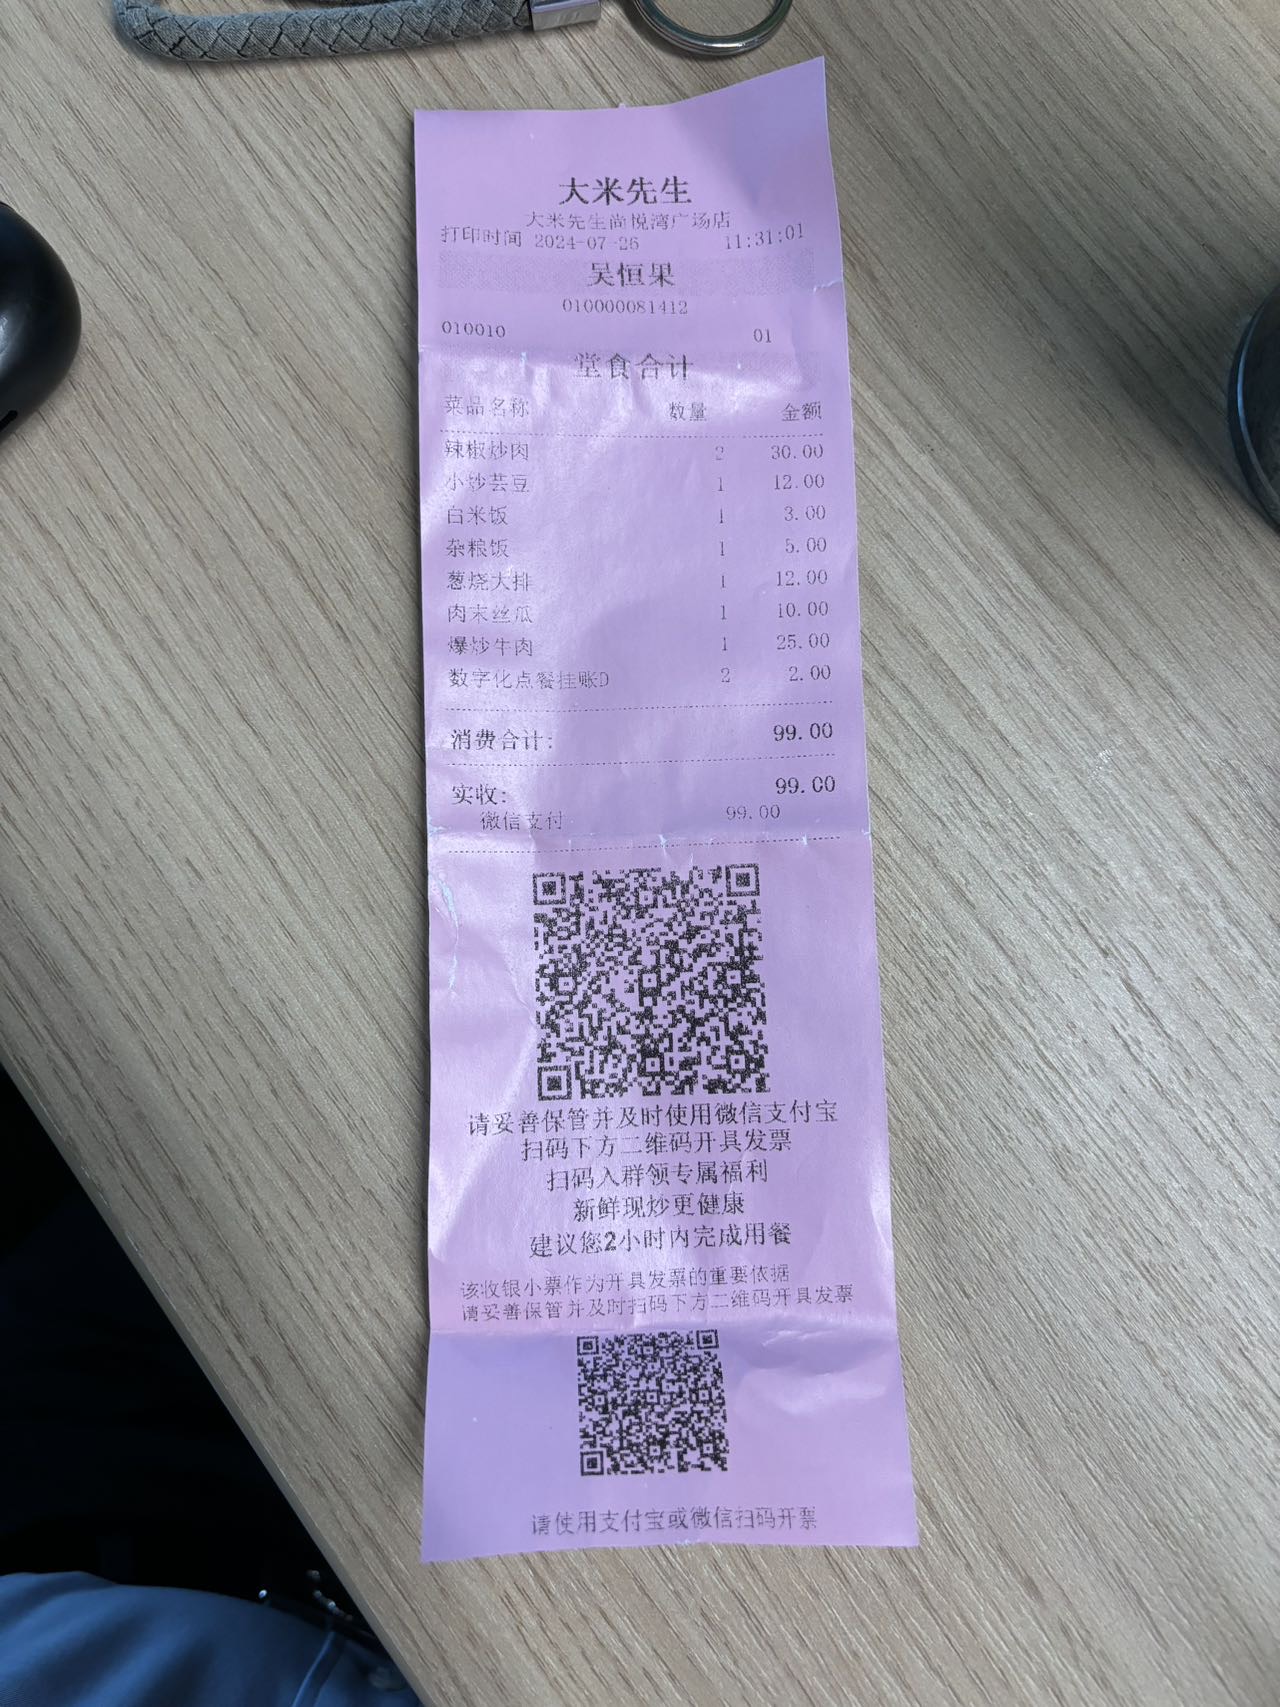 大米先生
大米先生尚悦湾广场店
打印时间 2024-07-26 11:31:01
吴恒果
010000081412
010010 01
堂食合计
菜品名称 数量 金额
辣椒炒肉 2 30.00
小炒芸豆 1 12.00
白米饭 1 3.00
杂粮饭 1 5.00
葱烧大排 1 12.00
肉末丝瓜 1 10.00
爆炒牛肉 1 25.00
数字化点餐挂账D 2 2.00
消费合计: 99.00
实收: 99.00
微信支付 99.00
请妥善保管并及时使用微信支付宝
扫码下方二维码开具发票
扫码入群领专属福利
新鲜现炒更健康
建议您2小时内完成用餐
该收银小票作为开具发票的重要依据
请妥善保管并及时扫码下方二维码开具发票
请使用支付宝或微信扫码开票